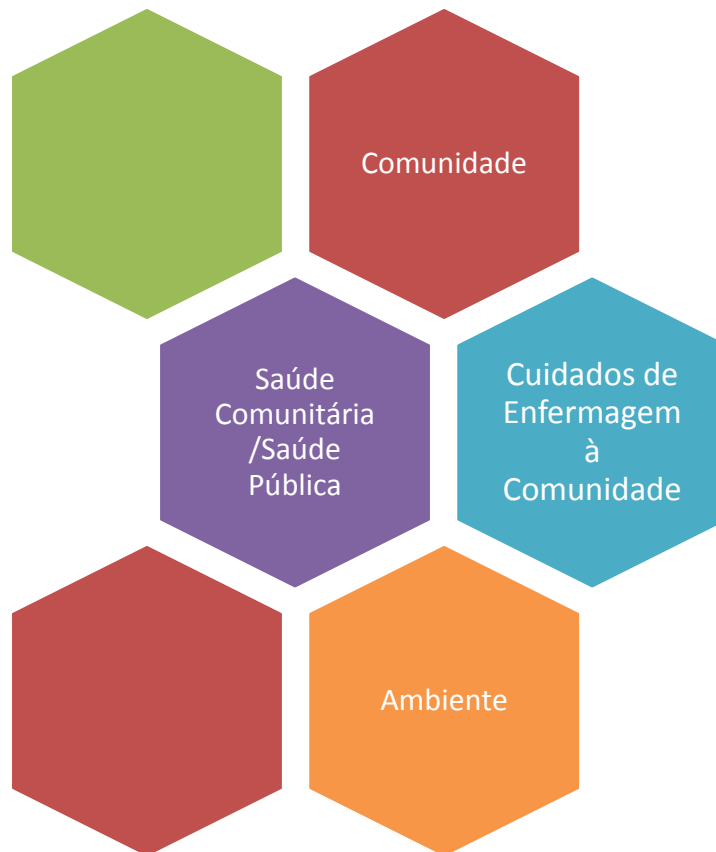 Comunidade
Saúde
Comunitária
/Saúde
Pública
Cuidados de
Enfermagem
à
Comunidade
Ambiente